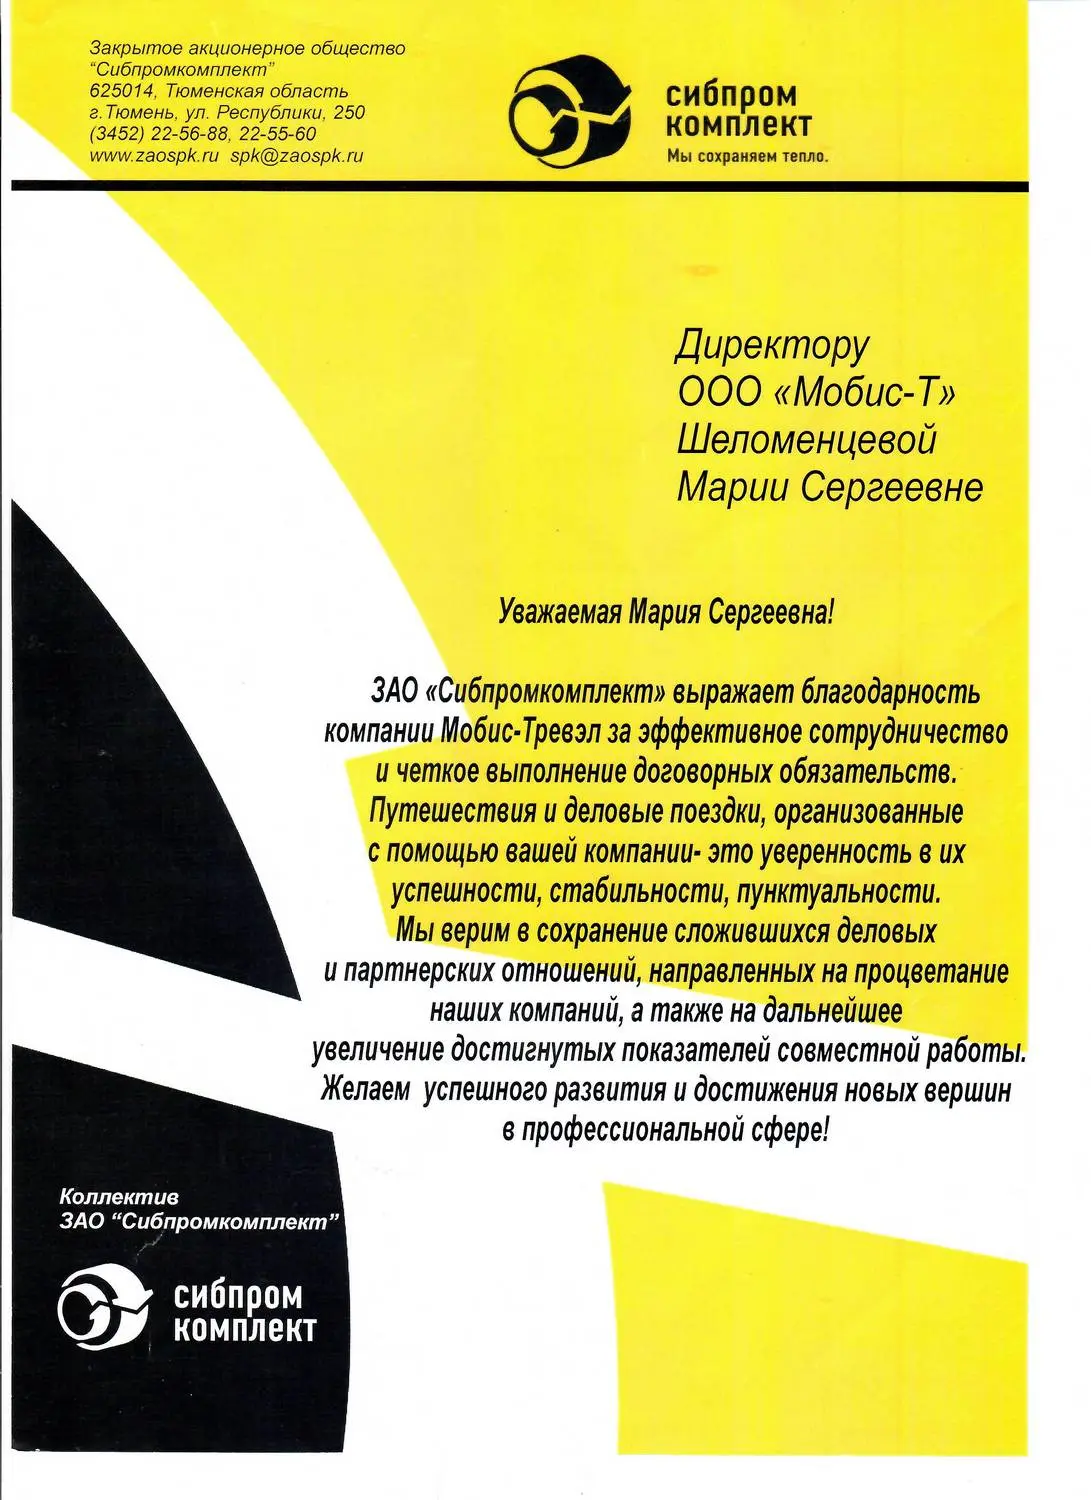 Закрытое акционерное общество
“Сибпромкомплект”
625014, Тюменская область
г.Тюмень, ул. Республики, 250
(3452) 22-56-88, 22-55-60
www.zaospk.ru spk@zaospk.ru
сибпром
комплект
Мы сохраняем тепло.
Директору
ООО «Мобис-Т»
Шеломенцевой
Марии Сергеевне
Уважаемая Мария Сергеевна!
ЗАО «Сибпромкомплект» выражает благодарность
компании Мобис-Тревэл за эффективное сотрудничество
и четкое выполнение договорных обязательств.
Путешествия и деловые поездки, организованные
с помощью вашей компании- это уверенность в их
успешности, стабильности, пунктуальности.
Мы верим в сохранение сложившихся деловых
и партнерских отношений, направленных на процветание
наших компаний, а также на дальнейшее
увеличение достигнутых показателей совместной работы.
Желаем успешного развития и достижения новых вершин
в профессиональной сфере!
Коллектив
ЗАО “Сибпромкомплект”
сибпром
комплект